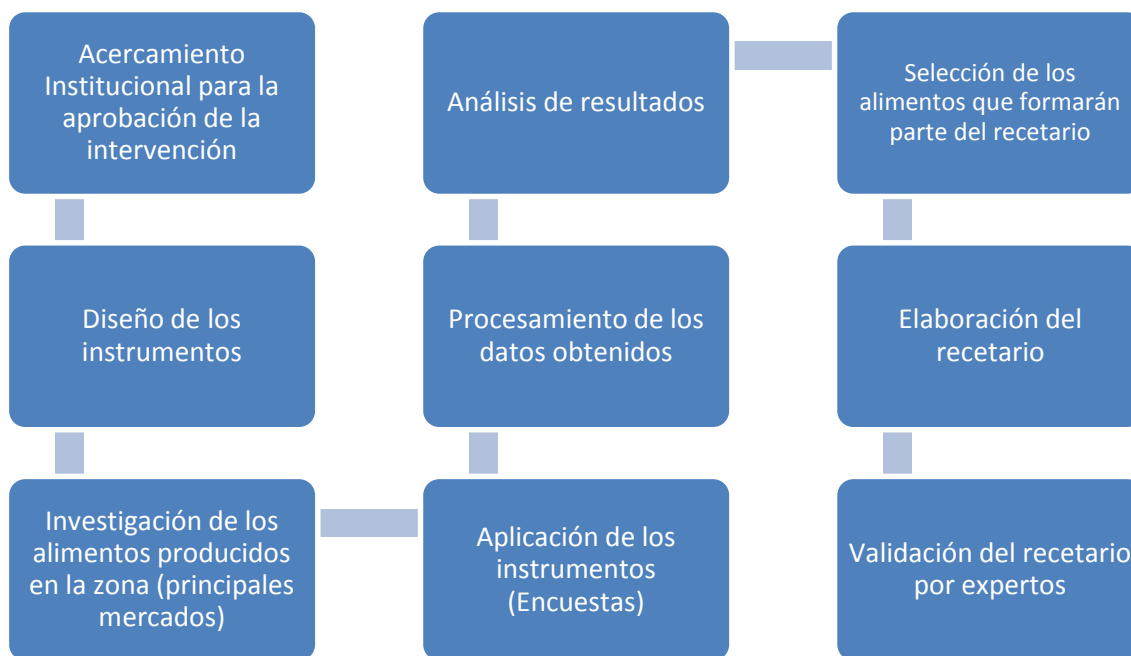 Acercamiento
Institucional para la
aprobación de la
intervención
Diseño de los
instrumentos
Investigación de los
alimentos producidos
en la zona (principales
mercados)
Aplicación de los
instrumentos
(Encuestas)
Procesamiento de los
datos obtenidos
Análisis de resultados
Selección de los
alimentos que formarán
parte del recetario
Elaboración del
recetario
Validación del recetario
por expertos